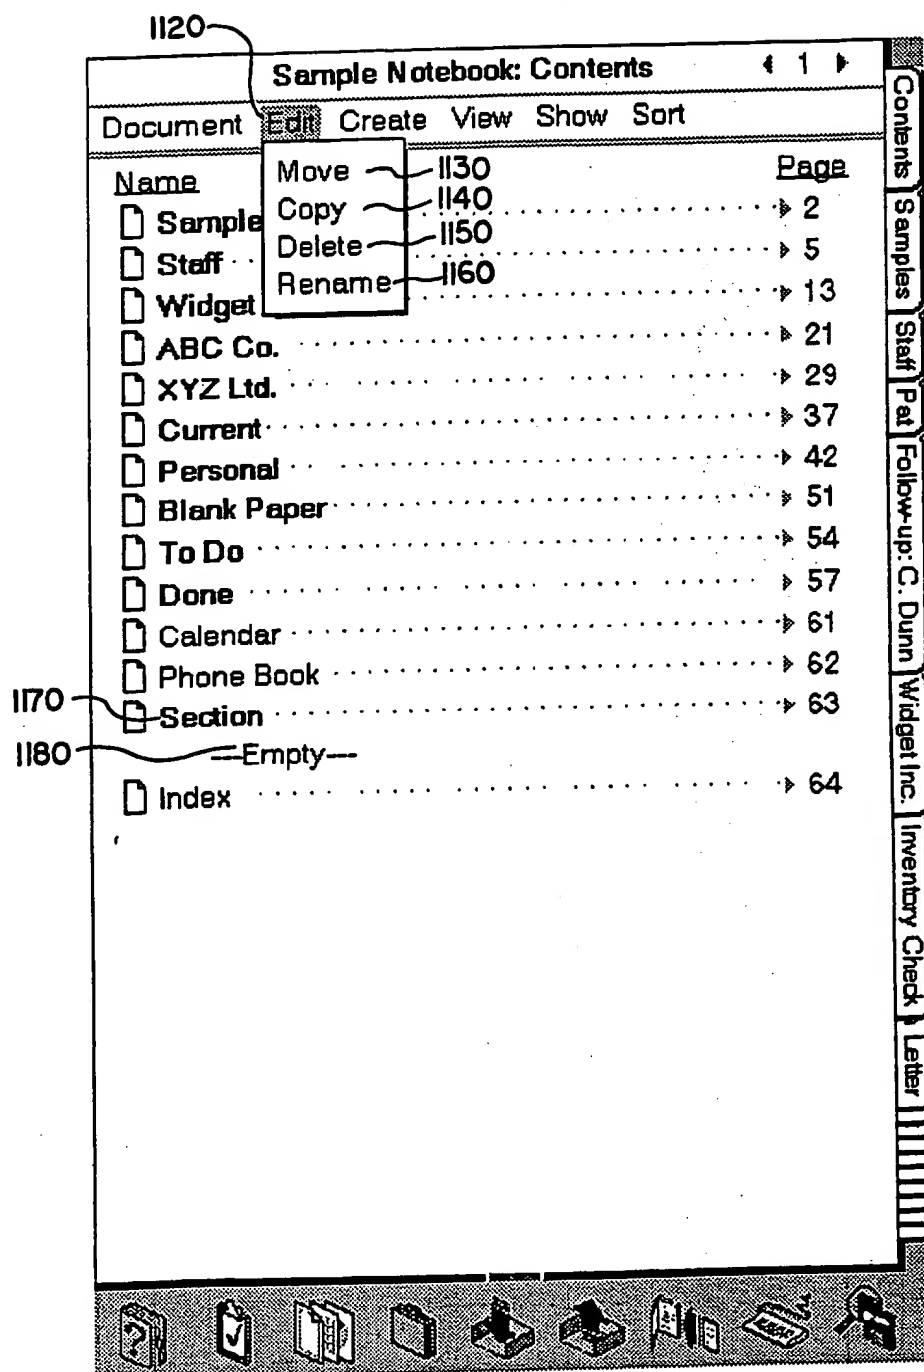 1120
Sample Notebook: Contents 1
Document Edit Create View Show Sort
Name Page
Move 1130
Copy 1140
Delete 1150
Rename 1160
Sample 2
Staff 5
Widget 13
ABC Co. 21
XYZ Ltd. 29
Current 37
Personal 42
Blank Paper 51
To Do 54
Done 57
Calendar 61
Phone Book 62
1170 Section 63
1180 ---Empty---
Index 64
Contents
Samples
Staff
Pat
Follow-up: C. Dunn
Widget Inc.
Inventory Check
Letter
?